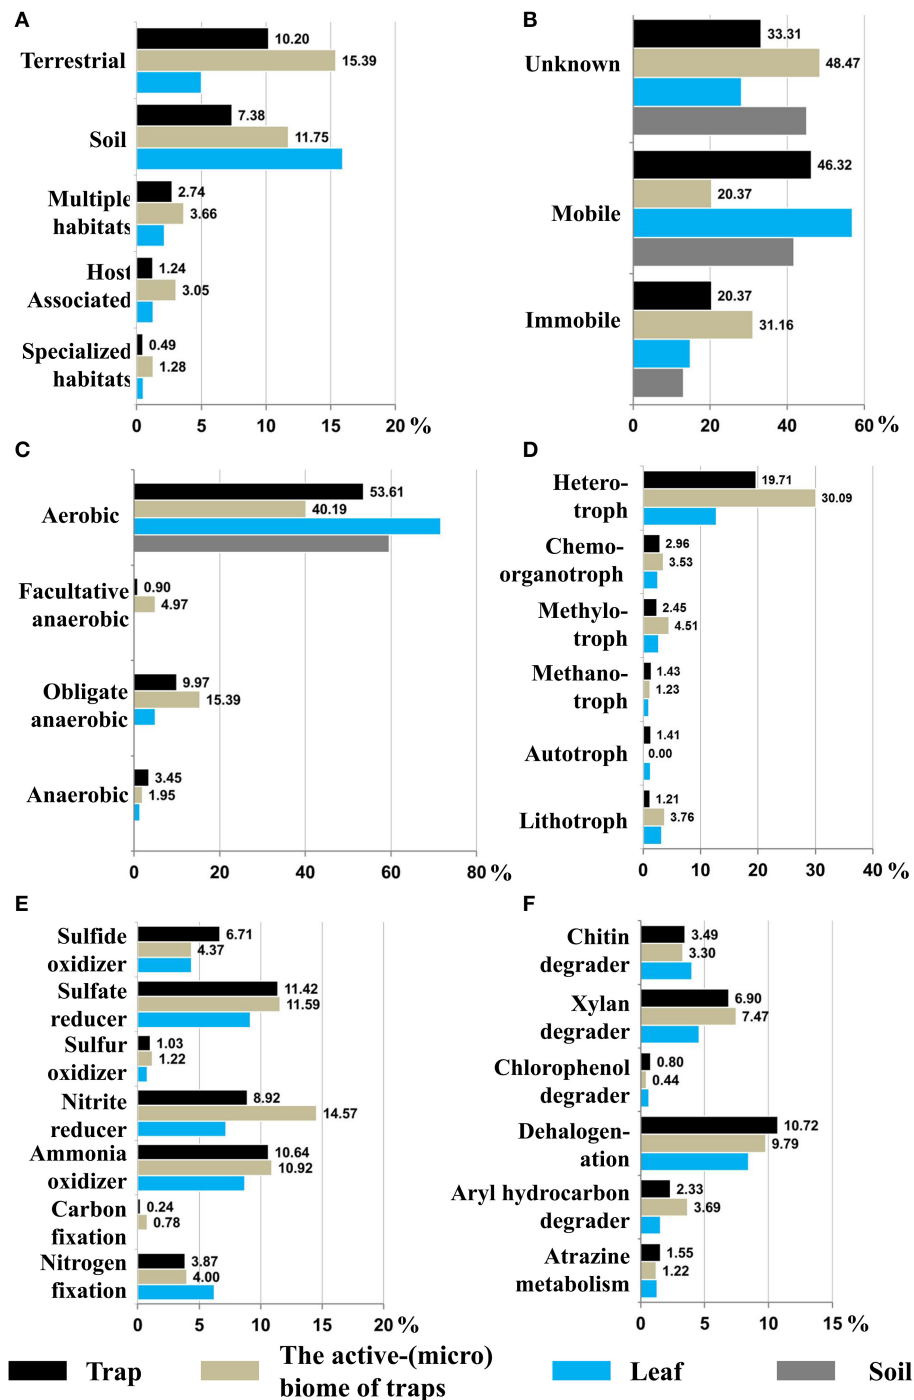 A
Terrestrial
10.20
15.39
Soil
7.38
11.75
Multiple
habitats
2.74
3.66
Host
Associated
1.24
3.05
Specialized
habitats
0.49
1.28
0 5 10 15 20 %
B
Unknown
33.31
48.47
Mobile
46.32
20.37
Immobile
20.37
31.16
0 20 40 60 %
C
Aerobic
53.61
40.19
Facultative
anaerobic
0.90
4.97
Obligate
anaerobic
9.97
15.39
Anaerobic
3.45
1.95
0 20 40 60 80 %
D
Hetero-
troph
19.71
30.09
Chemo-
organotroph
2.96
3.53
Methylo-
troph
2.45
4.51
Methano-
troph
1.43
1.23
Autotroph
1.41
0.00
Lithotroph
1.21
3.76
0 10 20 30 40 %
E
Sulfide
oxidizer
6.71
4.37
Sulfate
reducer
11.42
11.59
Sulfur
oxidizer
1.03
1.22
Nitrite
reducer
8.92
14.57
Ammonia
oxidizer
10.64
10.92
Carbon
fixation
0.24
0.78
Nitrogen
fixation
3.87
4.00
0 5 10 15 20 %
F
Chitin
degrader
3.49
3.30
Xylan
degrader
6.90
7.47
Chlorophenol
degrader
0.80
0.44
Dehalogen-
ation
10.72
9.79
Aryl hydrocarbon
degrader
2.33
3.69
Atrazine
metabolism
1.55
1.22
0 5 10 15 %
Trap
The active-(micro)
biome of traps
Leaf
Soil